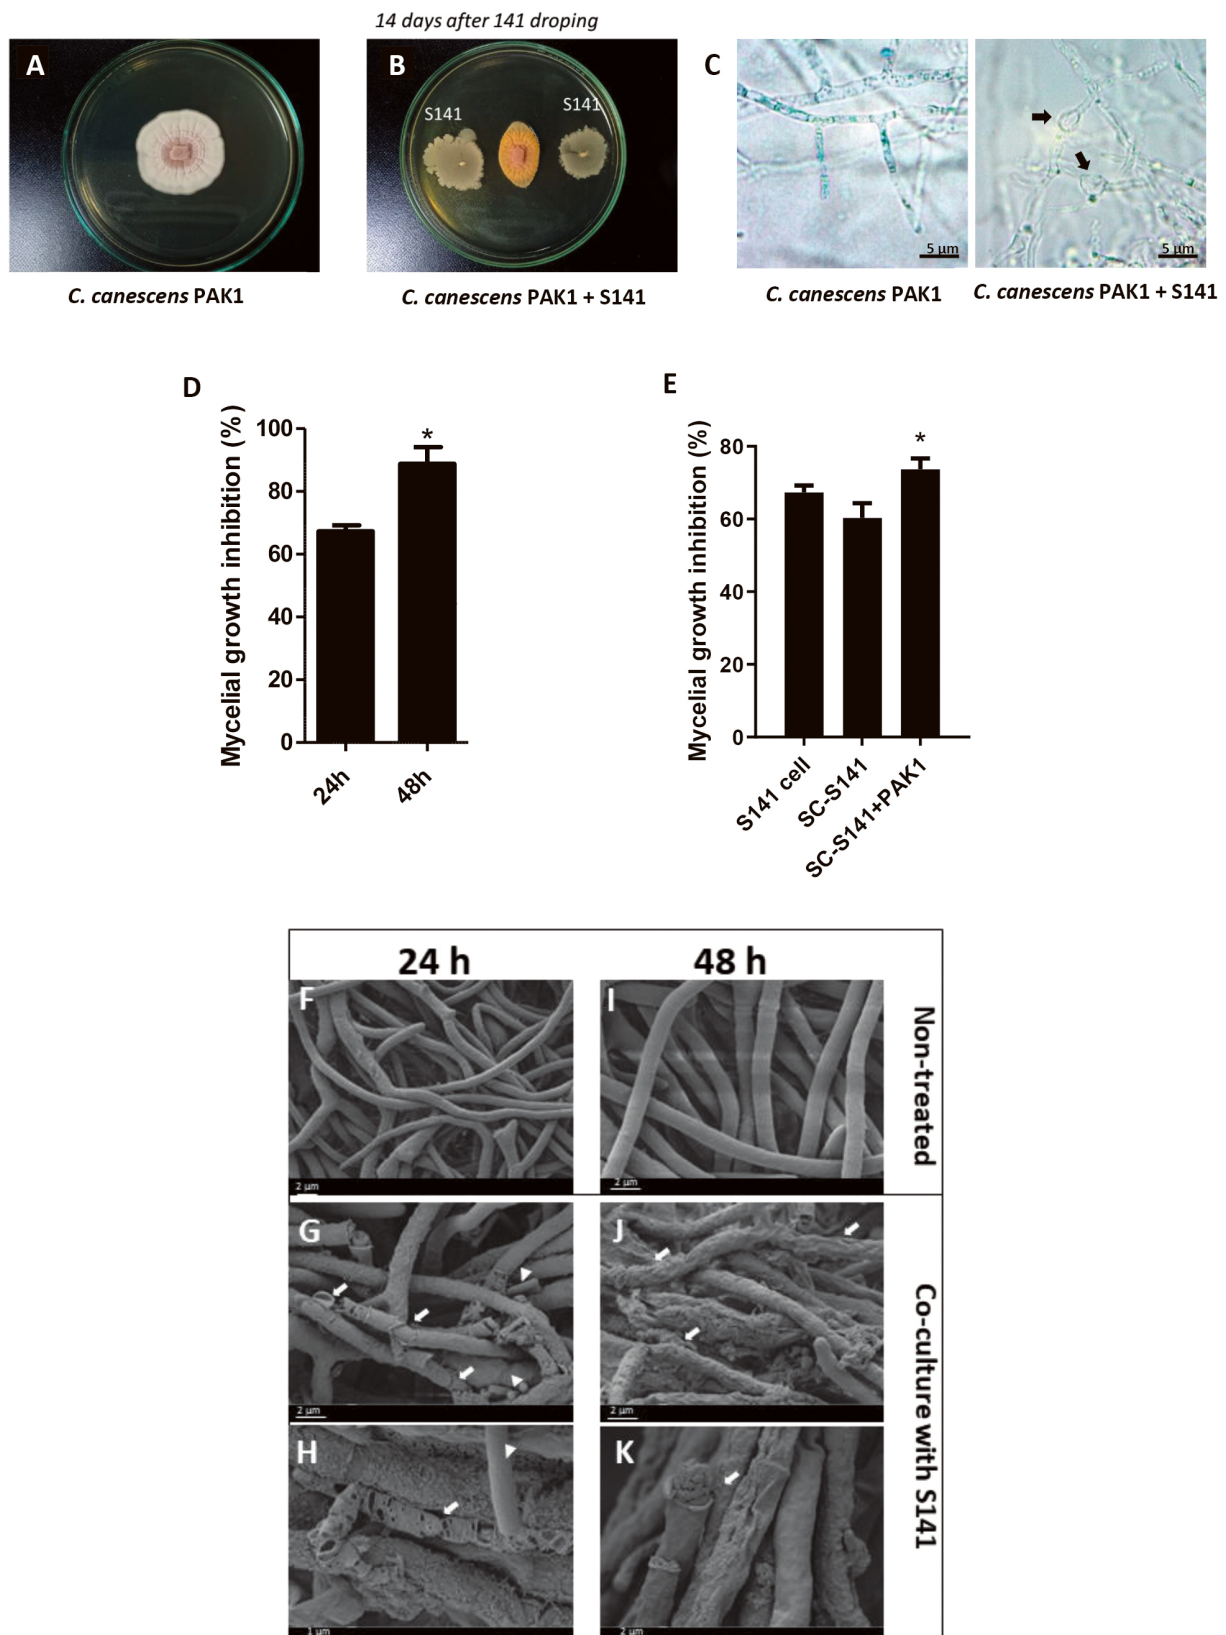 14 days after 141 droping
A
B
S141
S141
C
5 μm
5 μm
C. canescens PAK1
C. canescens PAK1 + S141
C. canescens PAK1
C. canescens PAK1 + S141
D
Mycelial growth inhibition (%)
100
80
60
40
20
0
*
24h
48h
E
Mycelial growth inhibition (%)
80
60
40
20
0
*
S141 cell
SC-S141
SC-S141+PAK1
24 h
48 h
F
2 μm
I
2 μm
Non-treated
G
2 μm
J
2 μm
H
1 μm
K
2 μm
Co-culture with S141